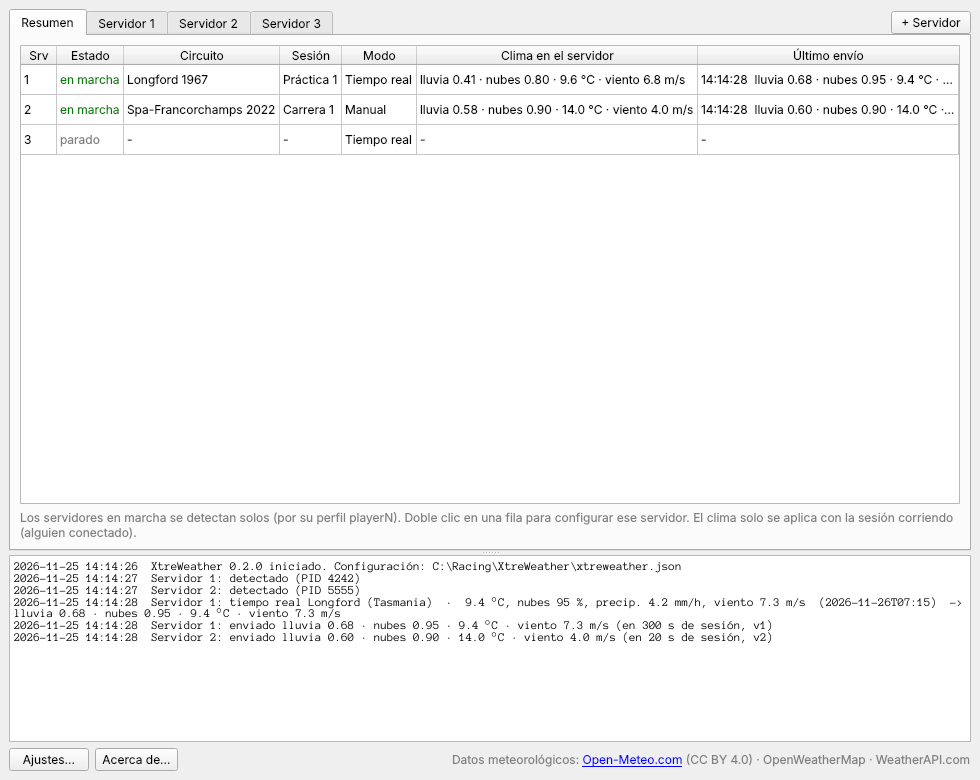 Resumen Servidor 1 Servidor 2 Servidor 3 + Servidor
Srv Estado Circuito Sesión Modo Clima en el servidor Último envío
1 en marcha Longford 1967 Práctica 1 Tiempo real lluvia 0.41 · nubes 0.80 · 9.6 °C · viento 6.8 m/s 14:14:28 lluvia 0.68 · nubes 0.95 · 9.4 °C · ...
2 en marcha Spa-Francorchamps 2022 Carrera 1 Manual lluvia 0.58 · nubes 0.90 · 14.0 °C · viento 4.0 m/s 14:14:28 lluvia 0.60 · nubes 0.90 · 14.0 °C ·...
3 parado - - Tiempo real - -
Los servidores en marcha se detectan solos (por su perfil playerN). Doble clic en una fila para configurar ese servidor. El clima solo se aplica con la sesión corriendo
(alguien conectado).
2026-11-25 14:14:26 XtreWeather 0.2.0 iniciado. Configuración: C:\Racing\XtreWeather\xtreweather.json
2026-11-25 14:14:27 Servidor 1: detectado (PID 4242)
2026-11-25 14:14:27 Servidor 2: detectado (PID 5555)
2026-11-25 14:14:28 Servidor 1: tiempo real Longford (Tasmania) · 9.4 ºC, nubes 95 %, precip. 4.2 mm/h, viento 7.3 m/s (2026-11-26T07:15) ->
lluvia 0.68 · nubes 0.95 · 9.4 ºC · viento 7.3 m/s
2026-11-25 14:14:28 Servidor 1: enviado lluvia 0.68 · nubes 0.95 · 9.4 ºC · viento 7.3 m/s (en 300 s de sesión, v1)
2026-11-25 14:14:28 Servidor 2: enviado lluvia 0.60 · nubes 0.90 · 14.0 ºC · viento 4.0 m/s (en 20 s de sesión, v2)
Ajustes... Acerca de... Datos meteorológicos: Open-Meteo.com (CC BY 4.0) · OpenWeatherMap · WeatherAPI.com